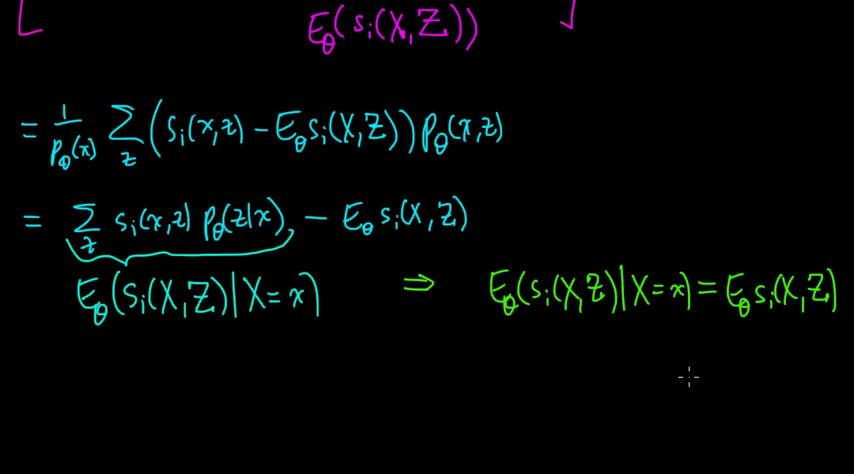 E_θ(s_i(X,Z))
= 1/p_θ(x) Σ_z (s_i(x,z) − E_θ s_i(X,Z)) p_θ(x,z)
= Σ_z s_i(x,z) p_θ(z|x) − E_θ s_i(X,Z)
E_θ(s_i(X,Z)|X=x) ⇒ E_θ(s_i(X,Z)|X=x) = E_θ s_i(X,Z)